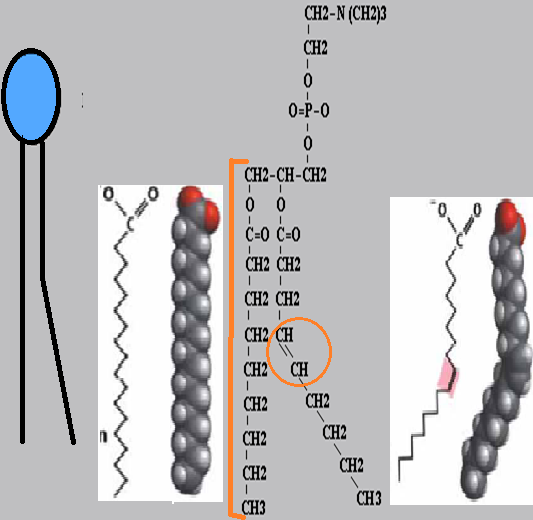 CH2-N (CH2)3
CH2
O
O=P-O
O
CH2-CH-CH2
O O
C=O C=O
CH2 CH2
CH2 CH2
CH2 CH
CH2 CH
CH2 CH2
CH2 CH2
CH2 CH2
CH3 CH3
-O O
C
n
-O O
C
: